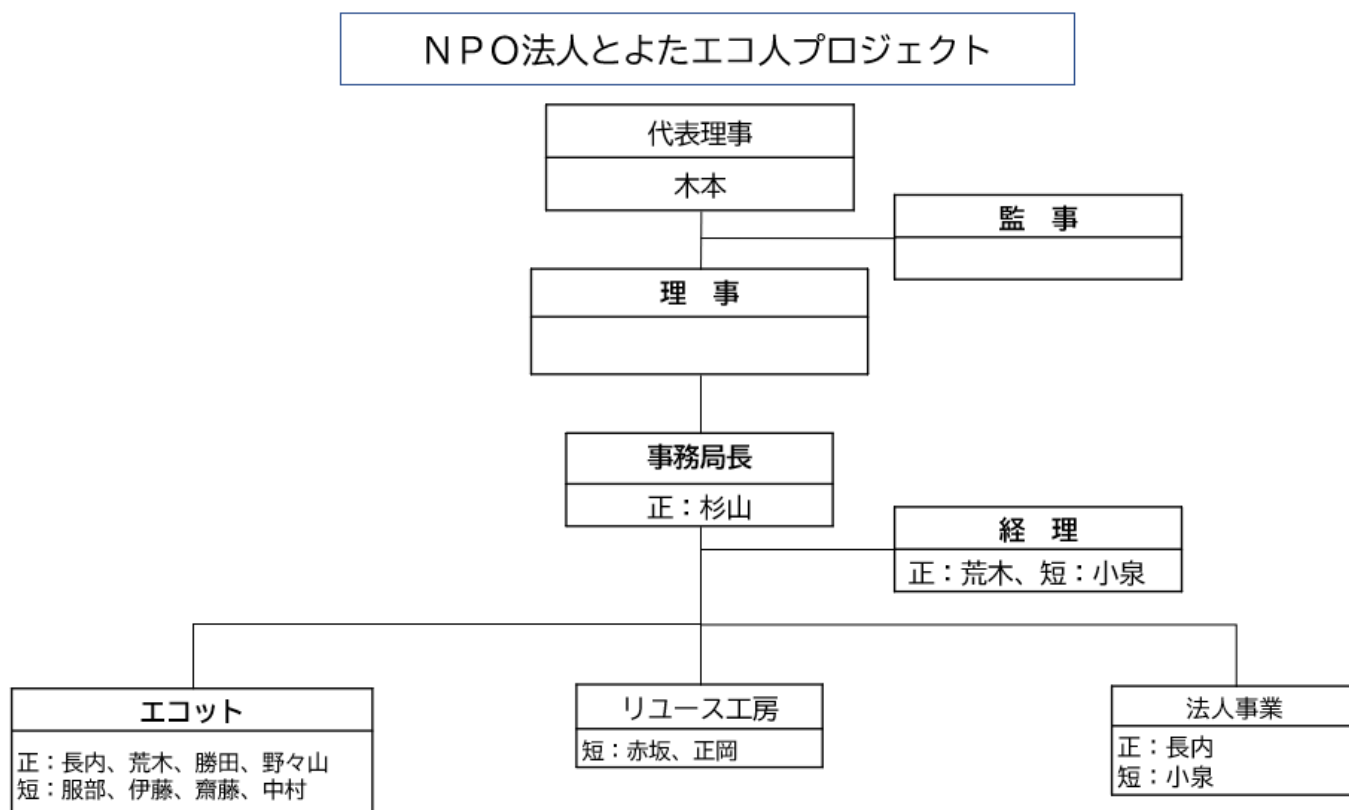 ＮＰＯ法人とよたエコ人プロジェクト
代表理事
木本
監　事
理　事
事務局長
正：杉山
経　理
正：荒木、短：小泉
エコット
正：長内、荒木、勝田、野々山
短：服部、伊藤、齋藤、中村
リユース工房
短：赤坂、正岡
法人事業
正：長内
短：小泉